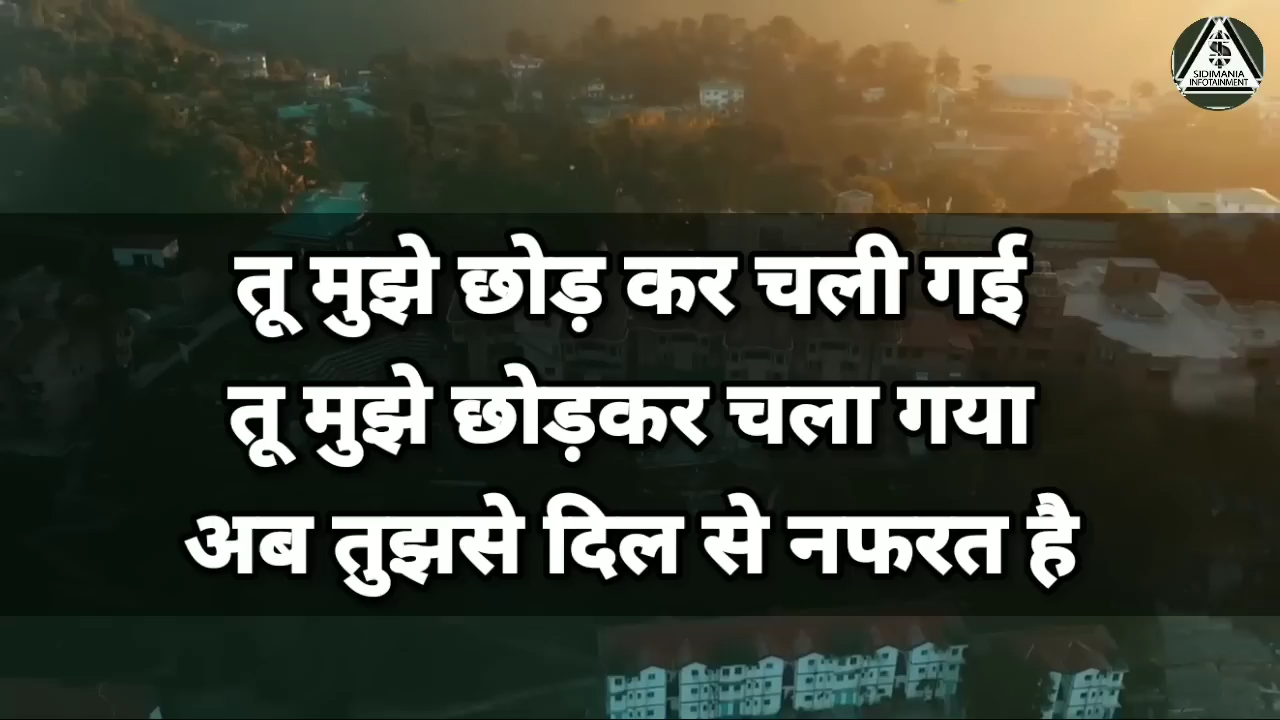 SIDIMANIA
INFOTAINMENT
तू मुझे छोड़ कर चली गई
तू मुझे छोड़कर चला गया
अब तुझसे दिल से नफरत है